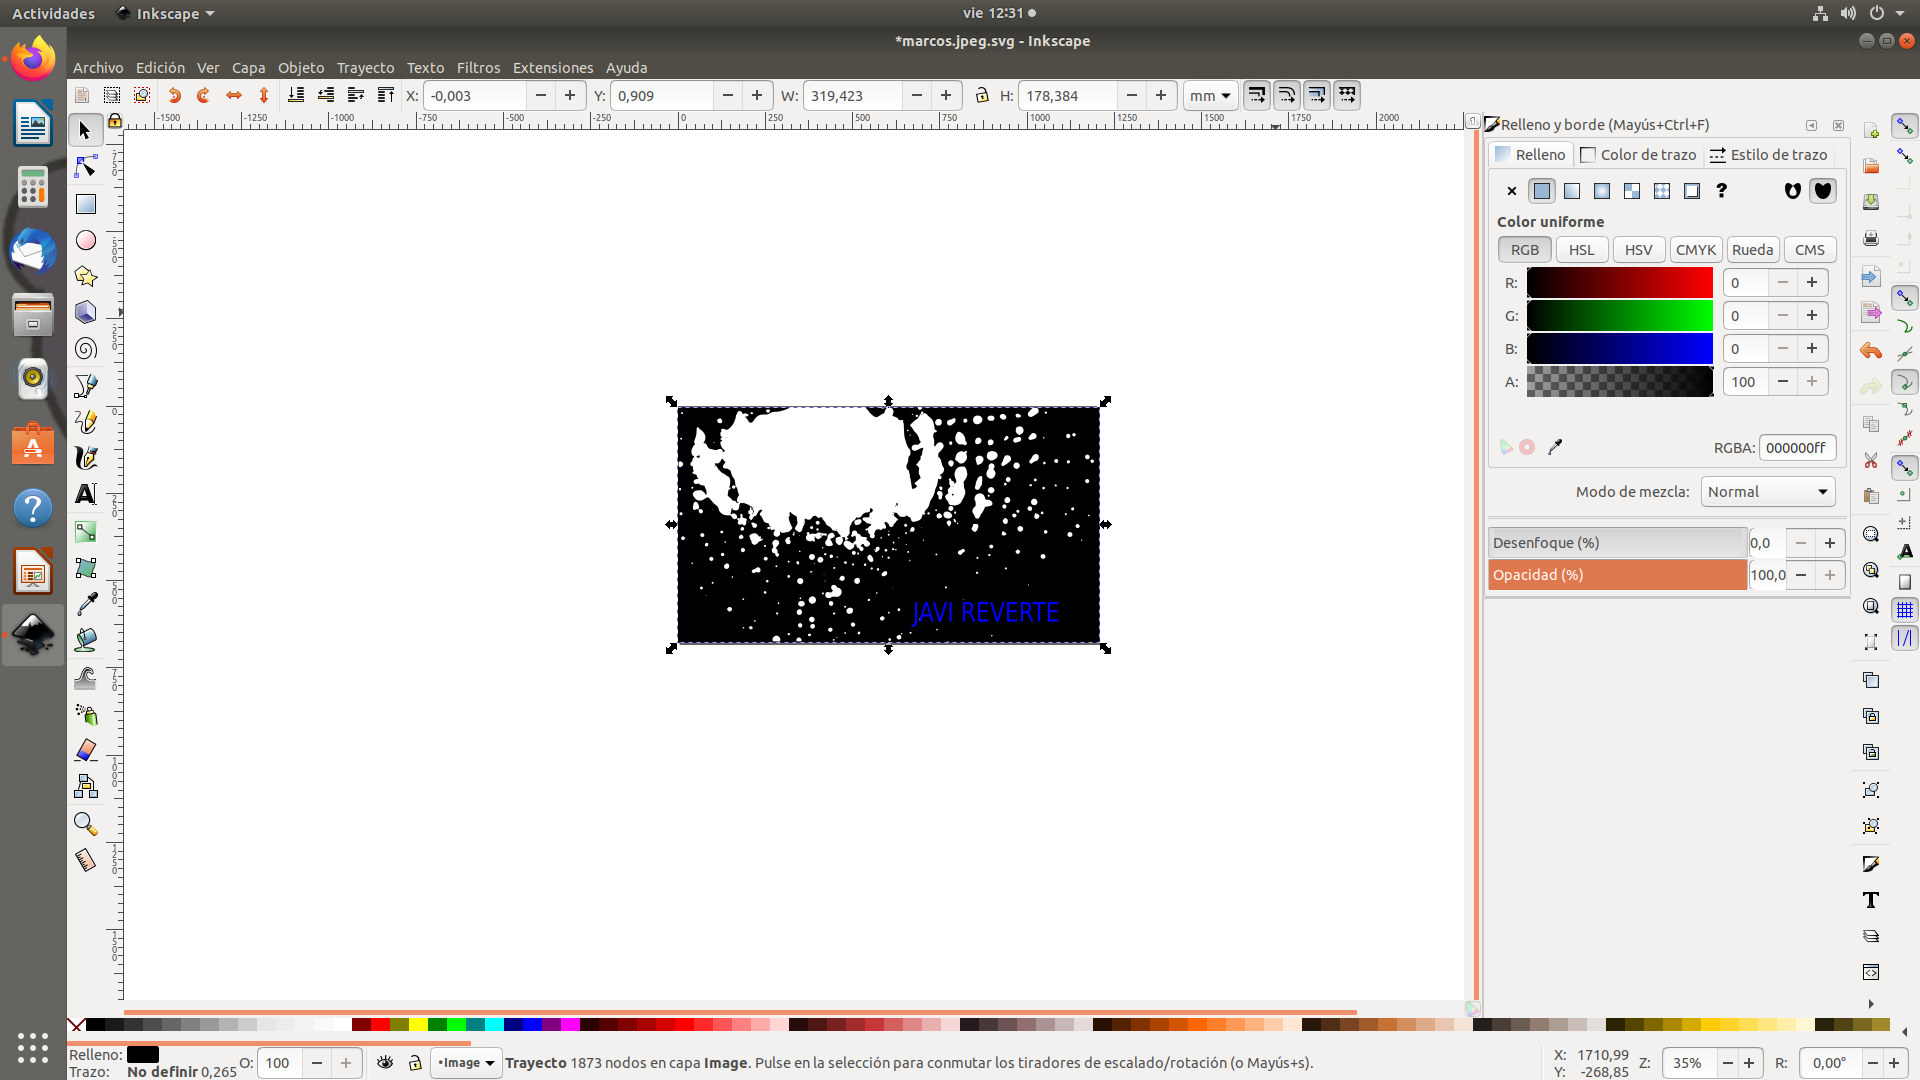 Actividades Inkscape vie 12:31
*marcos.jpeg.svg - Inkscape
Archivo Edición Ver Capa Objeto Trayecto Texto Filtros Extensiones Ayuda
X: -0,003 Y: 0,909 W: 319,423 H: 178,384 mm
-1500 -1250 -1000 -750 -500 -250 0 250 500 750 1000 1250 1500 1750 2000
Relleno y borde (Mayús+Ctrl+F)
Relleno Color de trazo Estilo de trazo
Color uniforme
RGB HSL HSV CMYK Rueda CMS
R: 0
G: 0
B: 0
A: 100
RGBA: 000000ff
Modo de mezcla: Normal
Desenfoque (%) 0,0
Opacidad (%) 100,0
JAVI REVERTE
Relleno: O: 100 •Image Trayecto 1873 nodos en capa Image. Pulse en la selección para conmutar los tiradores de escalado/rotación (o Mayús+s). X: 1710,99 Z: 35% R: 0,00°
Trazo: No definir 0,265 Y: -268,85